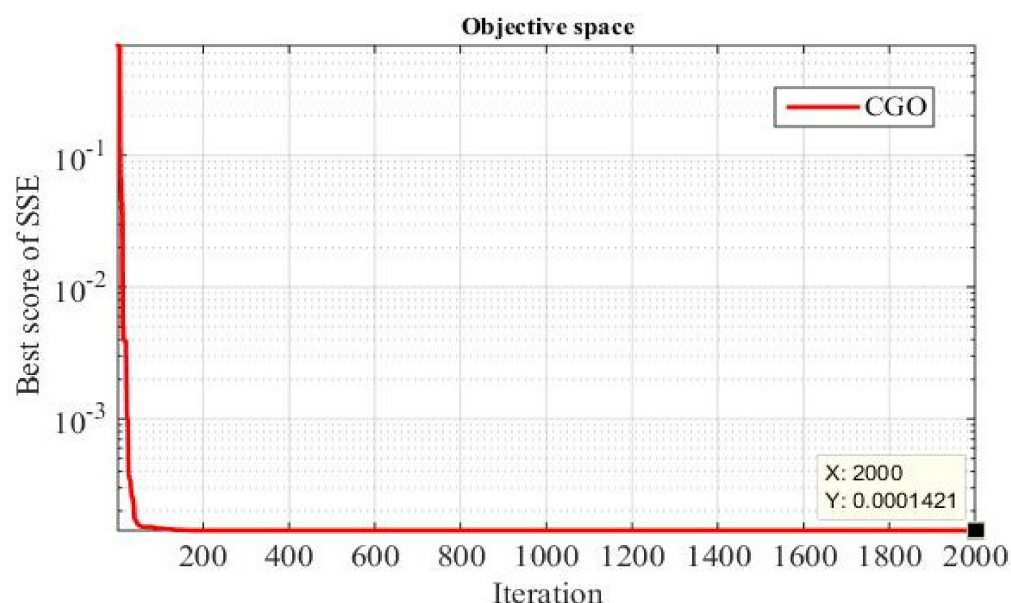 Objective space
CGO
Best score of SSE
10^-1
10^-2
10^-3
X: 2000
Y: 0.0001421
200 400 600 800 1000 1200 1400 1600 1800 2000
Iteration